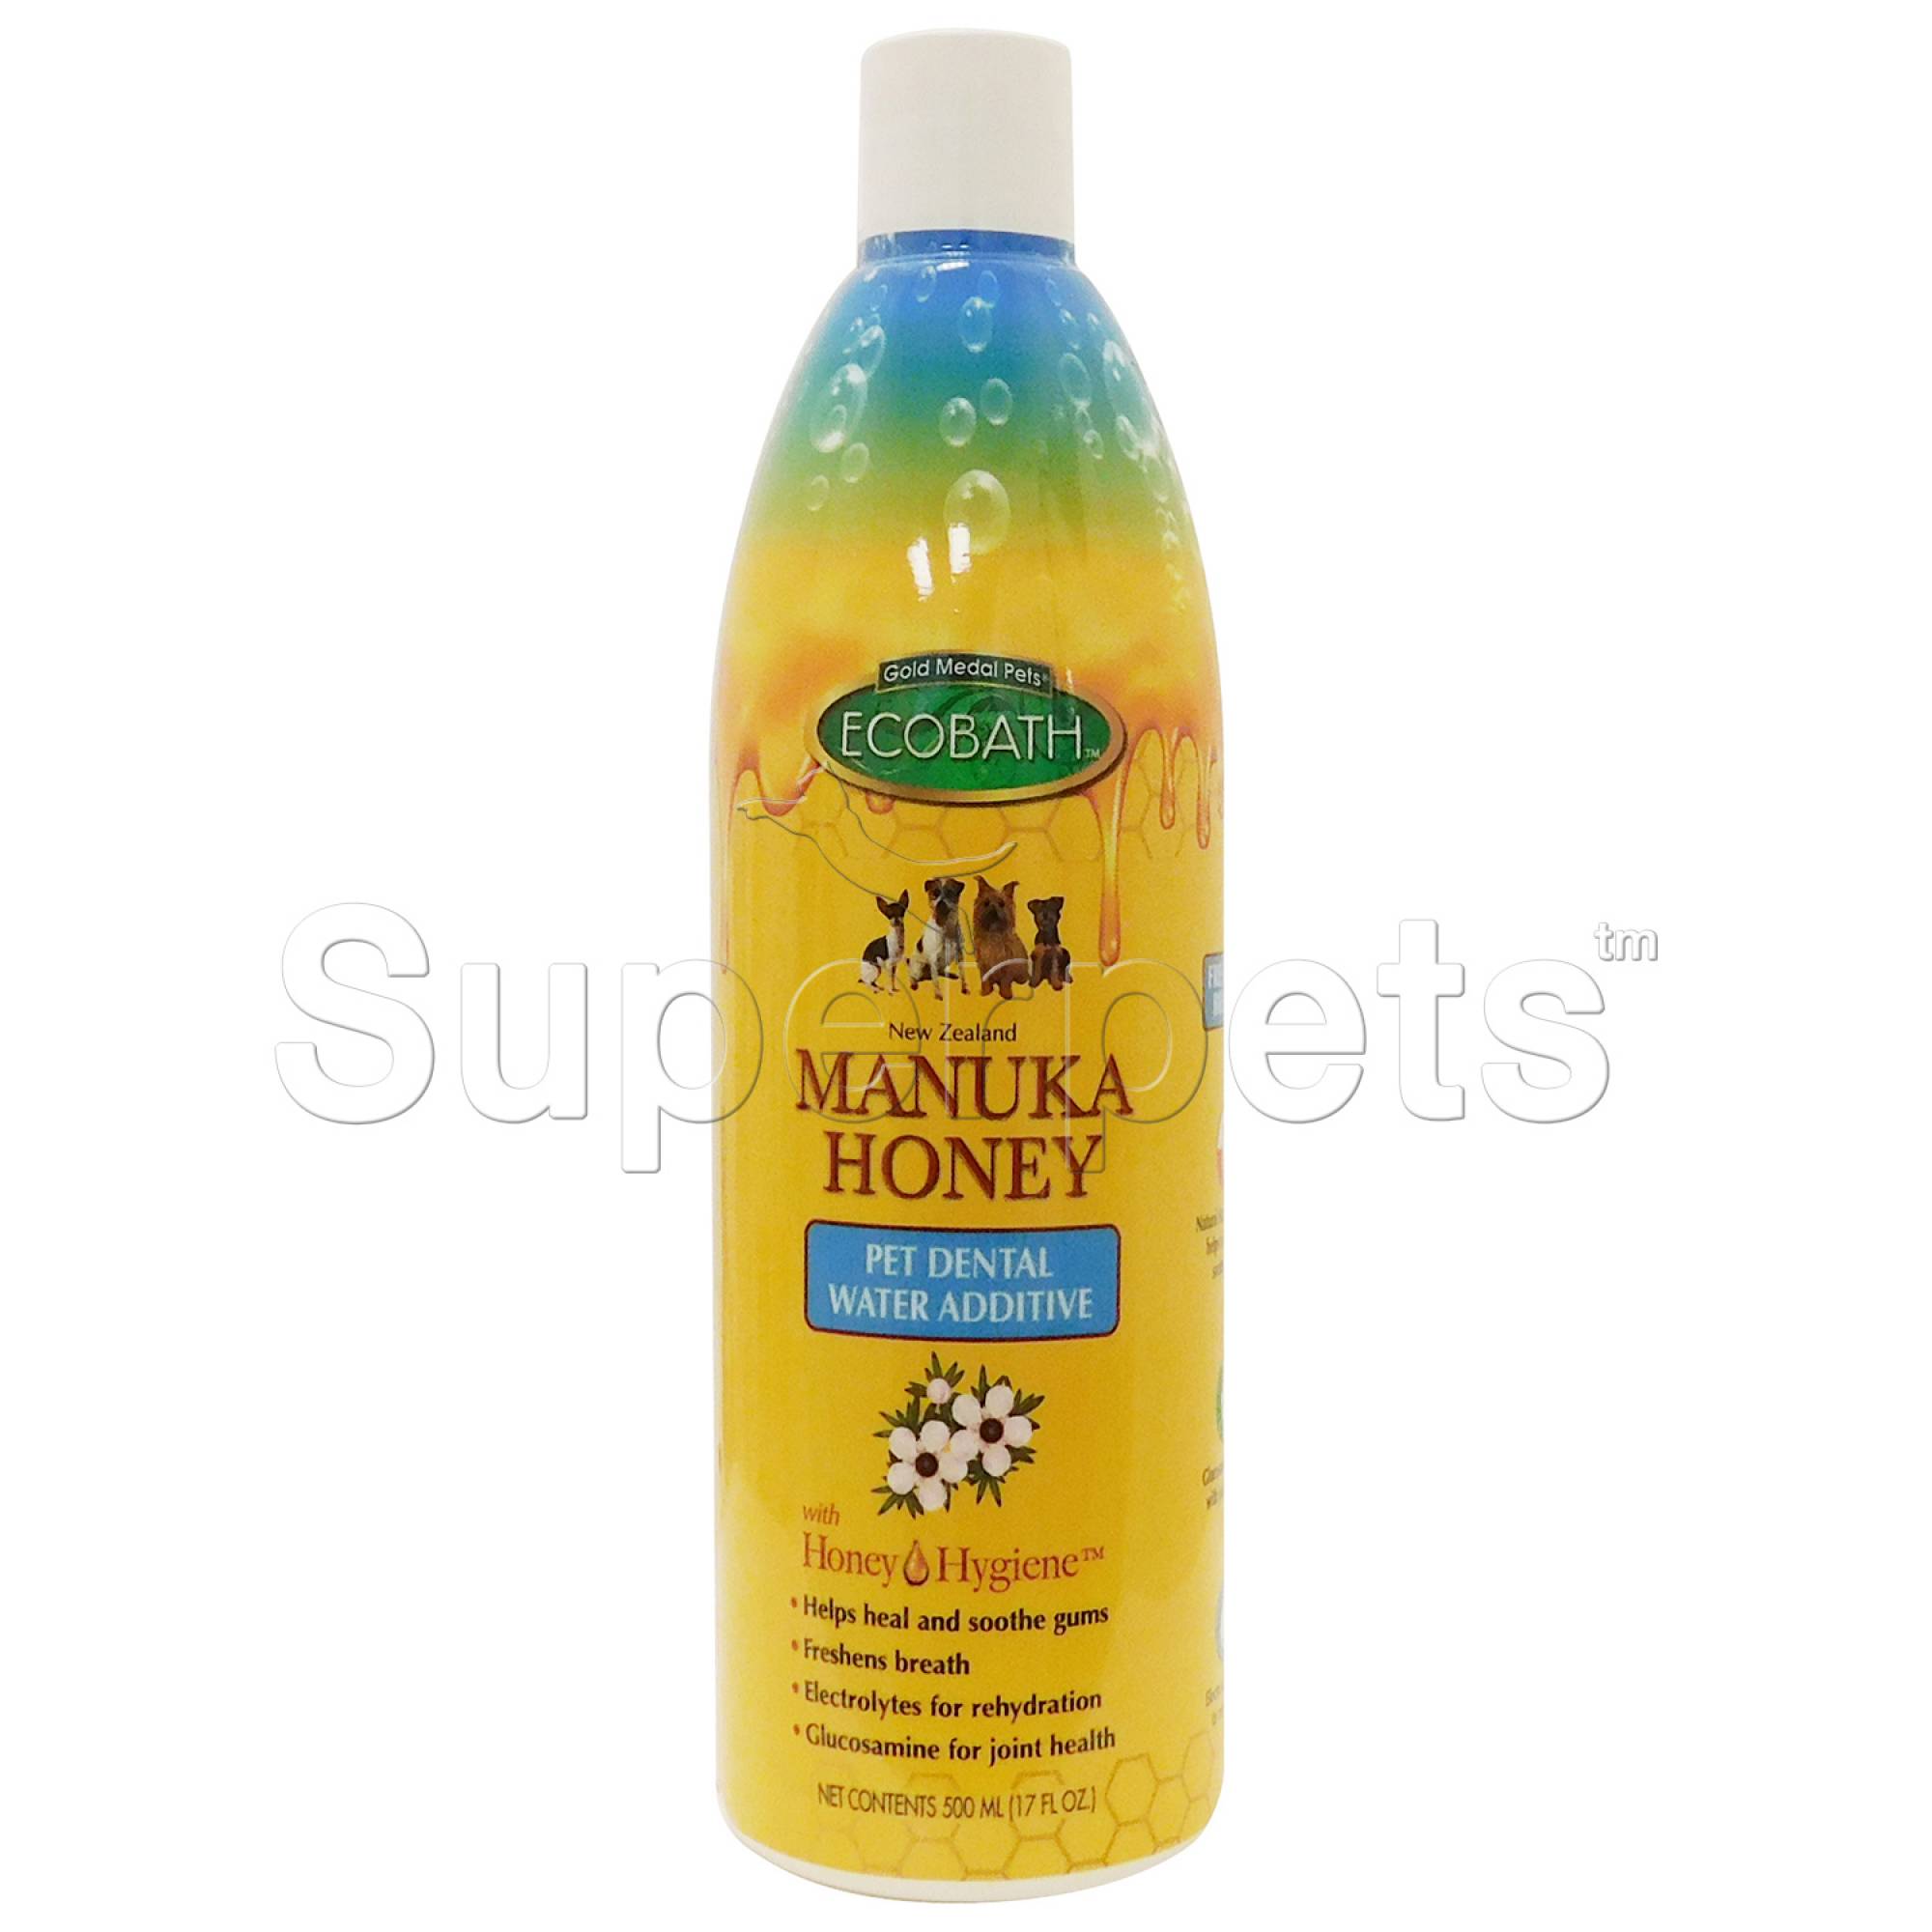 Gold Medal Pets®
ECOBATH™
New Zealand
MANUKA
HONEY
PET DENTAL
WATER ADDITIVE
with
Honey Hygiene™
• Helps heal and soothe gums
• Freshens breath
• Electrolytes for rehydration
• Glucosamine for joint health
NET CONTENTS 500 ML (17 FL OZ.)
Superpets™